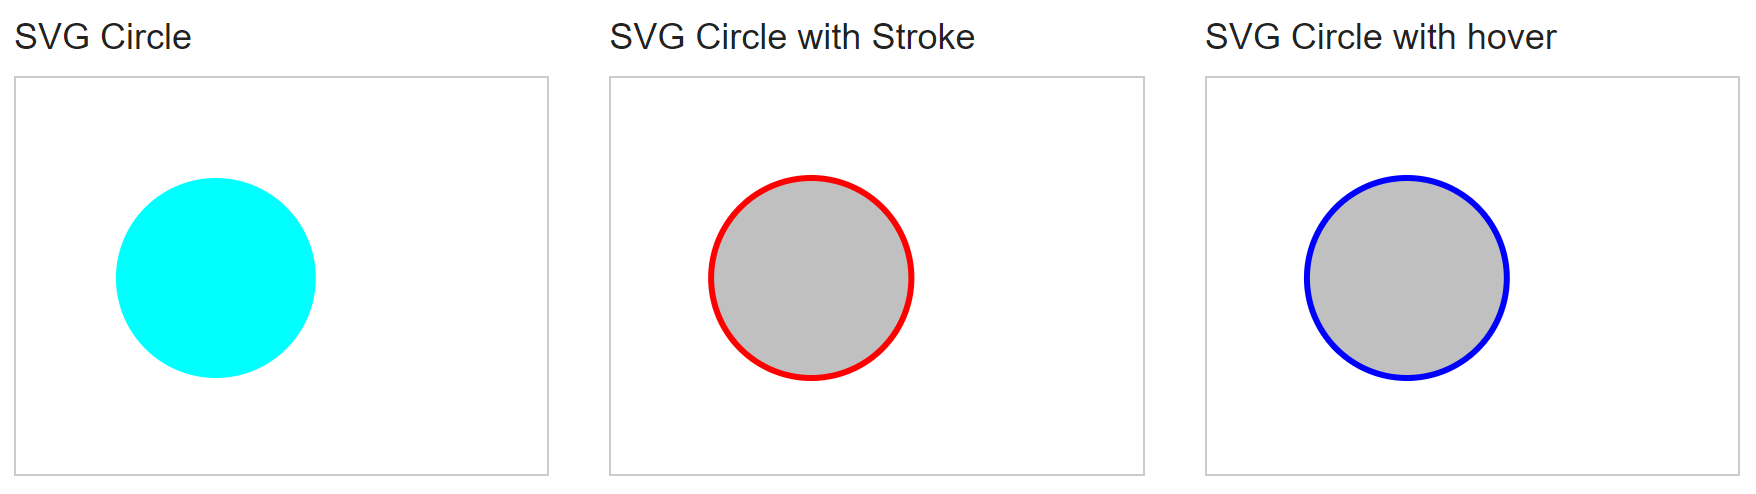 SVG Circle
SVG Circle with Stroke
SVG Circle with hover